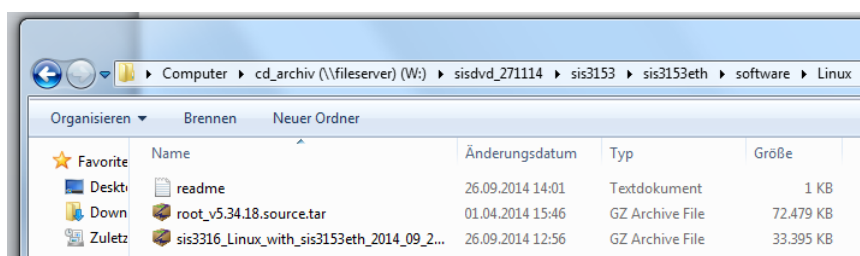 Computer cd_archiv (\\fileserver) (W:) sisdvd_271114 sis3153 sis3153eth software Linux
Organisieren Brennen Neuer Ordner
Favorite Name Änderungsdatum Typ Größe
Deskt readme 26.09.2014 14:01 Textdokument 1 KB
Down root_v5.34.18.source.tar 01.04.2014 15:46 GZ Archive File 72.479 KB
Zuletz sis3316_Linux_with_sis3153eth_2014_09_2... 26.09.2014 12:56 GZ Archive File 33.395 KB